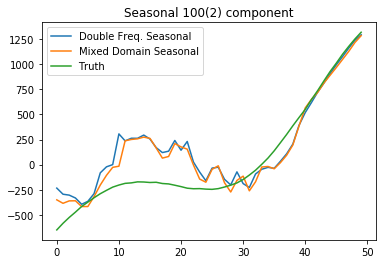 Seasonal 100(2) component
Double Freq. Seasonal
Mixed Domain Seasonal
Truth
1250
1000
750
500
250
0
−250
−500
0 10 20 30 40 50